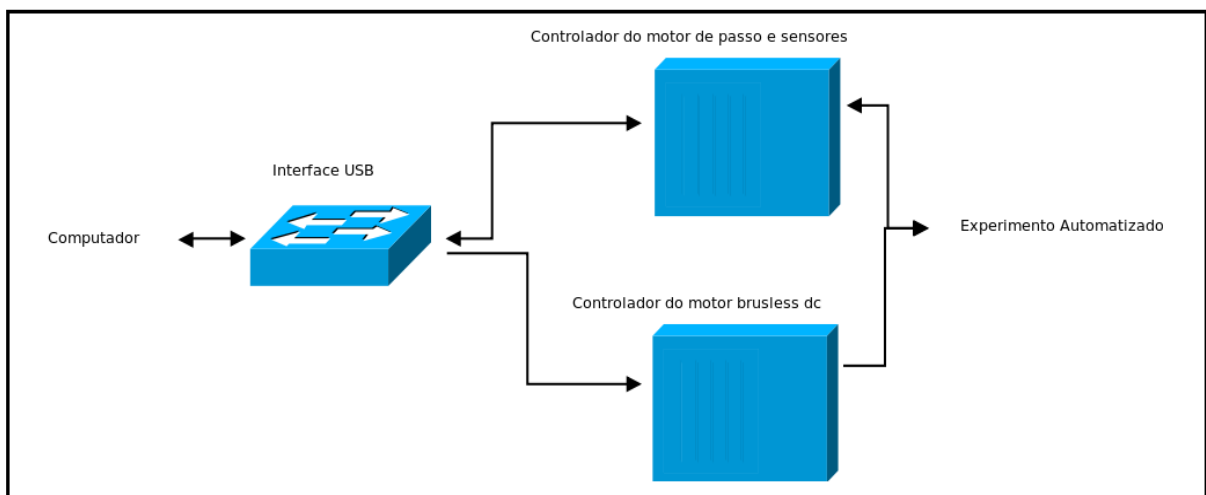 Controlador do motor de passo e sensores
Interface USB
Computador
Experimento Automatizado
Controlador do motor brusless dc